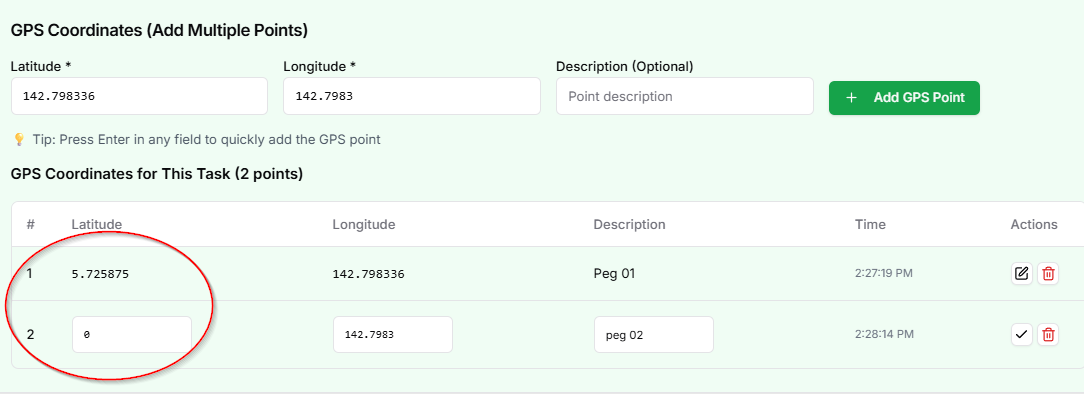 GPS Coordinates (Add Multiple Points)
Latitude * Longitude * Description (Optional)
142.798336 142.7983 Point description + Add GPS Point
💡 Tip: Press Enter in any field to quickly add the GPS point
GPS Coordinates for This Task (2 points)
# Latitude Longitude Description Time Actions
1 5.725875 142.798336 Peg 01 2:27:19 PM
2 0 142.7983 peg 02 2:28:14 PM